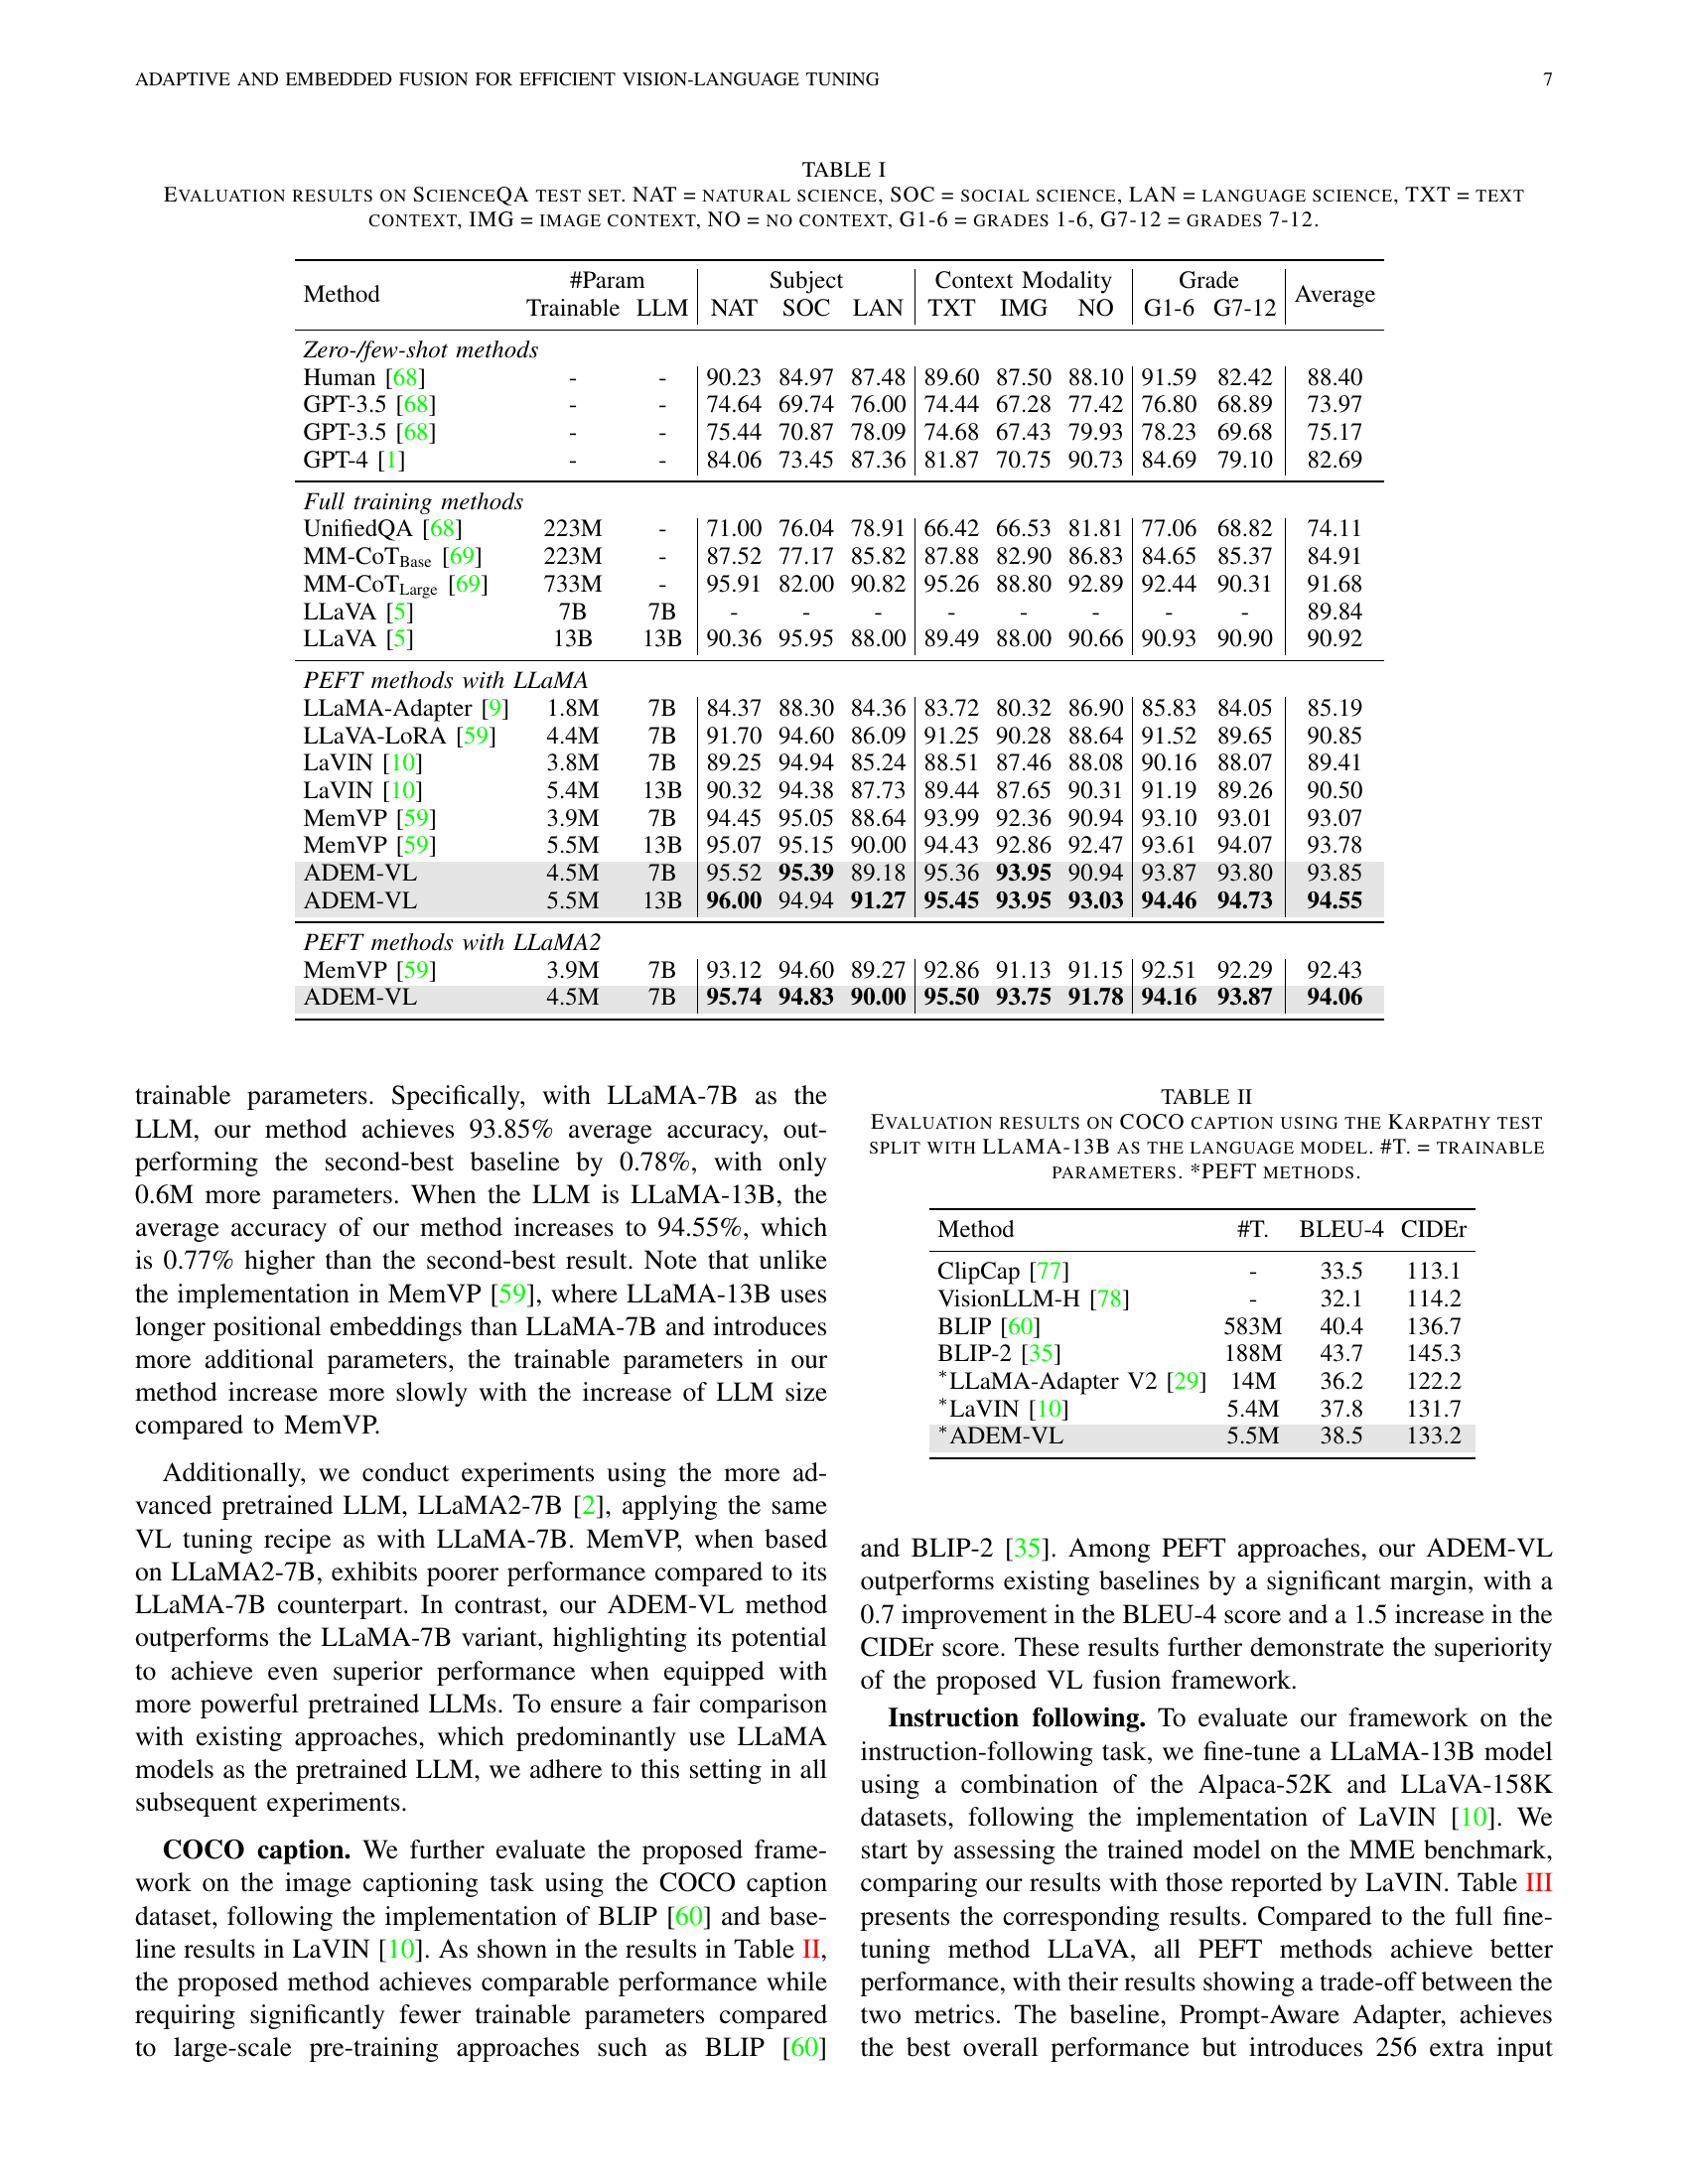 ADAPTIVE AND EMBEDDED FUSION FOR EFFICIENT VISION-LANGUAGE TUNING 7
TABLE I
EVALUATION RESULTS ON SCIENCEQA TEST SET. NAT = NATURAL SCIENCE, SOC = SOCIAL SCIENCE, LAN = LANGUAGE SCIENCE, TXT = TEXT
CONTEXT, IMG = IMAGE CONTEXT, NO = NO CONTEXT, G1-6 = GRADES 1-6, G7-12 = GRADES 7-12.
Method #Param Subject Context Modality Grade Average
Trainable LLM NAT SOC LAN TXT IMG NO G1-6 G7-12
Zero-/few-shot methods
Human [68] - - 90.23 84.97 87.48 89.60 87.50 88.10 91.59 82.42 88.40
GPT-3.5 [68] - - 74.64 69.74 76.00 74.44 67.28 77.42 76.80 68.89 73.97
GPT-3.5 [68] - - 75.44 70.87 78.09 74.68 67.43 79.93 78.23 69.68 75.17
GPT-4 [1] - - 84.06 73.45 87.36 81.87 70.75 90.73 84.69 79.10 82.69
Full training methods
UnifiedQA [68] 223M - 71.00 76.04 78.91 66.42 66.53 81.81 77.06 68.82 74.11
MM-CoTBase [69] 223M - 87.52 77.17 85.82 87.88 82.90 86.83 84.65 85.37 84.91
MM-CoTLarge [69] 733M - 95.91 82.00 90.82 95.26 88.80 92.89 92.44 90.31 91.68
LLaVA [5] 7B 7B - - - - - - - - 89.84
LLaVA [5] 13B 13B 90.36 95.95 88.00 89.49 88.00 90.66 90.93 90.90 90.92
PEFT methods with LLaMA
LLaMA-Adapter [9] 1.8M 7B 84.37 88.30 84.36 83.72 80.32 86.90 85.83 84.05 85.19
LLaVA-LoRA [59] 4.4M 7B 91.70 94.60 86.09 91.25 90.28 88.64 91.52 89.65 90.85
LaVIN [10] 3.8M 7B 89.25 94.94 85.24 88.51 87.46 88.08 90.16 88.07 89.41
LaVIN [10] 5.4M 13B 90.32 94.38 87.73 89.44 87.65 90.31 91.19 89.26 90.50
MemVP [59] 3.9M 7B 94.45 95.05 88.64 93.99 92.36 90.94 93.10 93.01 93.07
MemVP [59] 5.5M 13B 95.07 95.15 90.00 94.43 92.86 92.47 93.61 94.07 93.78
ADEM-VL 4.5M 7B 95.52 95.39 89.18 95.36 93.95 90.94 93.87 93.80 93.85
ADEM-VL 5.5M 13B 96.00 94.94 91.27 95.45 93.95 93.03 94.46 94.73 94.55
PEFT methods with LLaMA2
MemVP [59] 3.9M 7B 93.12 94.60 89.27 92.86 91.13 91.15 92.51 92.29 92.43
ADEM-VL 4.5M 7B 95.74 94.83 90.00 95.50 93.75 91.78 94.16 93.87 94.06
trainable parameters. Specifically, with LLaMA-7B as the
LLM, our method achieves 93.85% average accuracy, out-
performing the second-best baseline by 0.78%, with only
0.6M more parameters. When the LLM is LLaMA-13B, the
average accuracy of our method increases to 94.55%, which
is 0.77% higher than the second-best result. Note that unlike
the implementation in MemVP [59], where LLaMA-13B uses
longer positional embeddings than LLaMA-7B and introduces
more additional parameters, the trainable parameters in our
method increase more slowly with the increase of LLM size
compared to MemVP.
Additionally, we conduct experiments using the more ad-
vanced pretrained LLM, LLaMA2-7B [2], applying the same
VL tuning recipe as with LLaMA-7B. MemVP, when based
on LLaMA2-7B, exhibits poorer performance compared to its
LLaMA-7B counterpart. In contrast, our ADEM-VL method
outperforms the LLaMA-7B variant, highlighting its potential
to achieve even superior performance when equipped with
more powerful pretrained LLMs. To ensure a fair comparison
with existing approaches, which predominantly use LLaMA
models as the pretrained LLM, we adhere to this setting in all
subsequent experiments.
COCO caption. We further evaluate the proposed frame-
work on the image captioning task using the COCO caption
dataset, following the implementation of BLIP [60] and base-
line results in LaVIN [10]. As shown in the results in Table II,
the proposed method achieves comparable performance while
requiring significantly fewer trainable parameters compared
to large-scale pre-training approaches such as BLIP [60]
TABLE II
EVALUATION RESULTS ON COCO CAPTION USING THE KARPATHY TEST
SPLIT WITH LLAMA-13B AS THE LANGUAGE MODEL. #T. = TRAINABLE
PARAMETERS. *PEFT METHODS.
Method #T. BLEU-4 CIDEr
ClipCap [77] - 33.5 113.1
VisionLLM-H [78] - 32.1 114.2
BLIP [60] 583M 40.4 136.7
BLIP-2 [35] 188M 43.7 145.3
*LLaMA-Adapter V2 [29] 14M 36.2 122.2
*LaVIN [10] 5.4M 37.8 131.7
*ADEM-VL 5.5M 38.5 133.2
and BLIP-2 [35]. Among PEFT approaches, our ADEM-VL
outperforms existing baselines by a significant margin, with a
0.7 improvement in the BLEU-4 score and a 1.5 increase in the
CIDEr score. These results further demonstrate the superiority
of the proposed VL fusion framework.
Instruction following. To evaluate our framework on the
instruction-following task, we fine-tune a LLaMA-13B model
using a combination of the Alpaca-52K and LLaVA-158K
datasets, following the implementation of LaVIN [10]. We
start by assessing the trained model on the MME benchmark,
comparing our results with those reported by LaVIN. Table III
presents the corresponding results. Compared to the full fine-
tuning method LLaVA, all PEFT methods achieve better
performance, with their results showing a trade-off between the
two metrics. The baseline, Prompt-Aware Adapter, achieves
the best overall performance but introduces 256 extra input